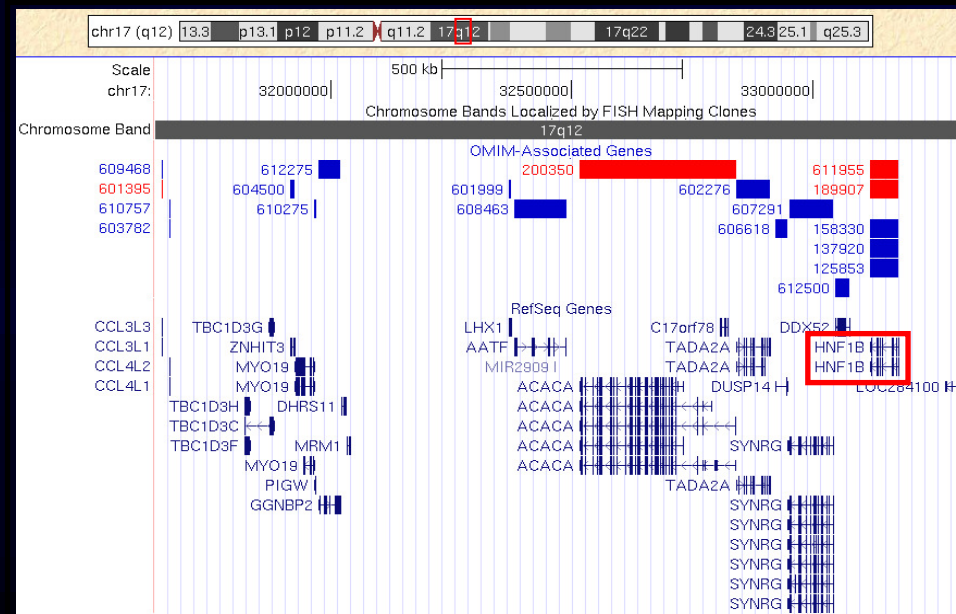 chr17 (q12) 13.3 p13.1 p12 p11.2 q11.2 17q12 17q22 24.3 25.1 q25.3
Scale 500 kb
chr17: 32000000 32500000 33000000
Chromosome Bands Localized by FISH Mapping Clones
Chromosome Band 17q12
OMIM-Associated Genes
609468 612275 200350 611955
601395 604500 601999 602276 189907
610757 610275 608463 607291
603782 606618 158330
137920
125853
612500
RefSeq Genes
CCL3L3 TBC1D3G LHX1 C17orf78 DDX52
CCL3L1 ZNHIT3 AATF TADA2A HNF1B
CCL4L2 MYO19 MIR2909 TADA2A HNF1B
CCL4L1 MYO19 ACACA DUSP14 LOC284100
TBC1D3H DHRS11 ACACA
TBC1D3C ACACA
TBC1D3F MRM1 ACACA SYNRG
MYO19 ACACA
PIGW TADA2A
GGNBP2 SYNRG
SYNRG
SYNRG
SYNRG
SYNRG
SYNRG